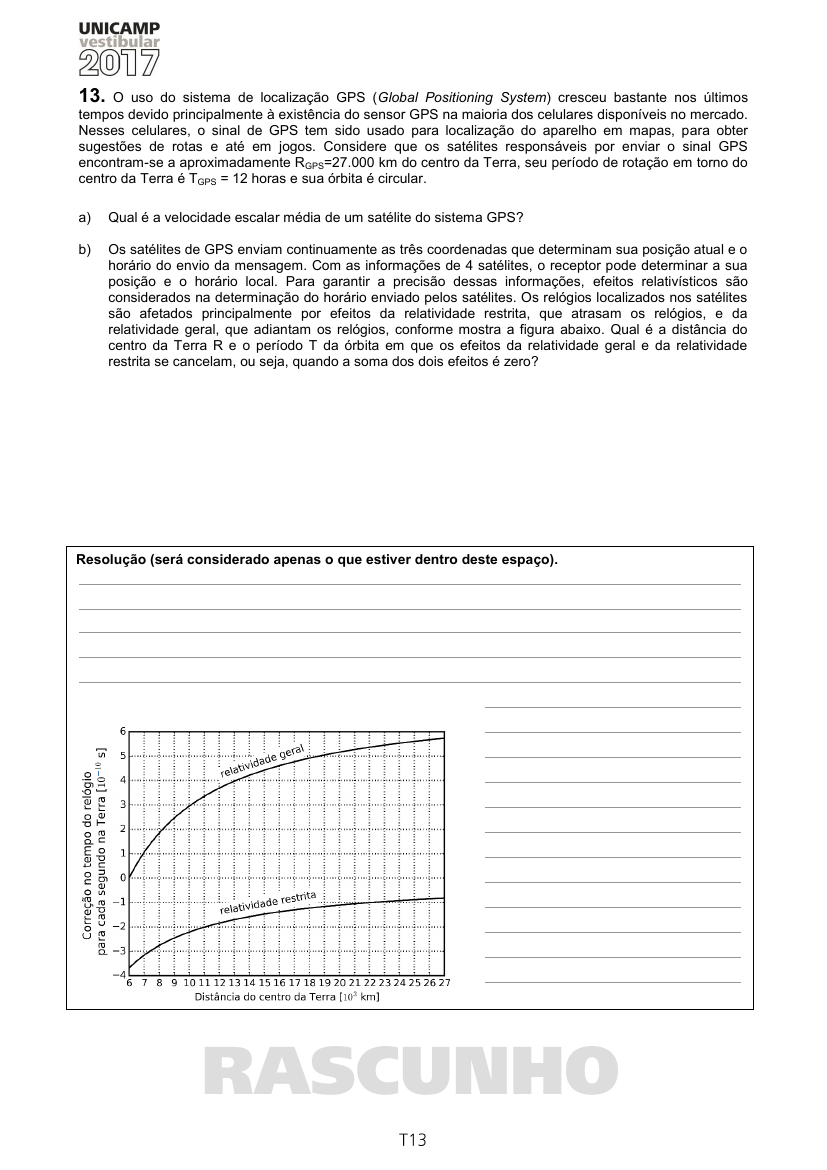 UNICAMP
vestibular
2017
13. O uso do sistema de localização GPS (Global Positioning System) cresceu bastante nos últimos
tempos devido principalmente à existência do sensor GPS na maioria dos celulares disponíveis no mercado.
Nesses celulares, o sinal de GPS tem sido usado para localização do aparelho em mapas, para obter
sugestões de rotas e até em jogos. Considere que os satélites responsáveis por enviar o sinal GPS
encontram-se a aproximadamente RGPS=27.000 km do centro da Terra, seu período de rotação em torno do
centro da Terra é TGPS = 12 horas e sua órbita é circular.
a) Qual é a velocidade escalar média de um satélite do sistema GPS?
b) Os satélites de GPS enviam continuamente as três coordenadas que determinam sua posição atual e o
horário do envio da mensagem. Com as informações de 4 satélites, o receptor pode determinar a sua
posição e o horário local. Para garantir a precisão dessas informações, efeitos relativísticos são
considerados na determinação do horário enviado pelos satélites. Os relógios localizados nos satélites
são afetados principalmente por efeitos da relatividade restrita, que atrasam os relógios, e da
relatividade geral, que adiantam os relógios, conforme mostra a figura abaixo. Qual é a distância do
centro da Terra R e o período T da órbita em que os efeitos da relatividade geral e da relatividade
restrita se cancelam, ou seja, quando a soma dos dois efeitos é zero?
Resolução (será considerado apenas o que estiver dentro deste espaço).
Correção no tempo do relógio
para cada segundo na Terra [10⁻¹⁰ s]
6
5
4
3
2
1
0
−1
−2
−3
−4
relatividade geral
relatividade restrita
6 7 8 9 10 11 12 13 14 15 16 17 18 19 20 21 22 23 24 25 26 27
Distância do centro da Terra [10³ km]
RASCUNHO
T13